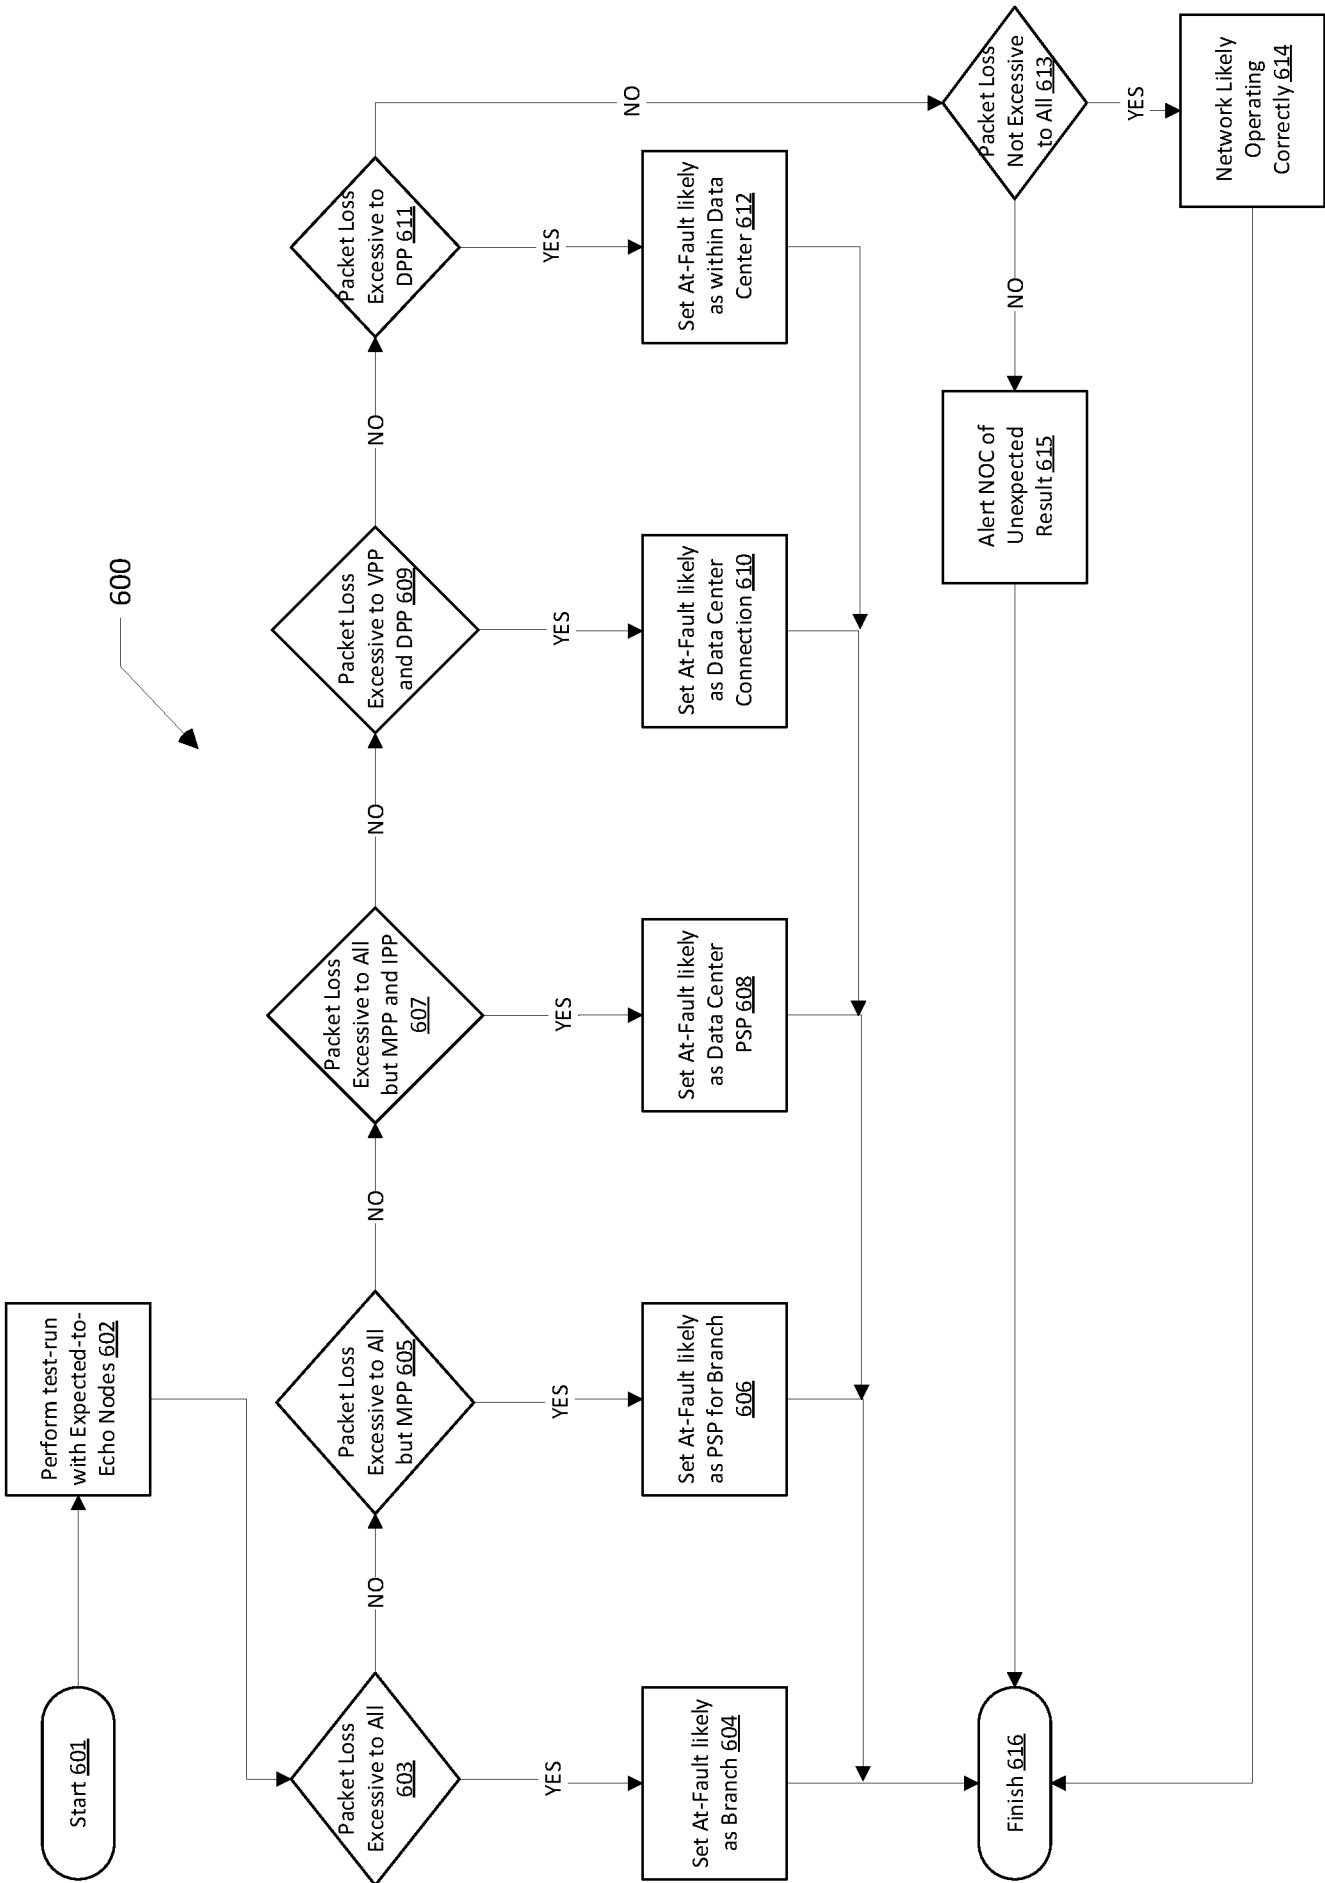 600
Start 601
Perform test-run
with Expected-to-
Echo Nodes 602
Packet Loss
Excessive to All
603
NO
Packet Loss
Excessive to All
but MPP 605
NO
Packet Loss
Excessive to All
but MPP and IPP
607
NO
Packet Loss
Excessive to VPP
and DPP 609
NO
Packet Loss
Excessive to
DPP 611
NO
YES
YES
YES
YES
YES
Set At-Fault likely
as Branch 604
Set At-Fault likely
as PSP for Branch
606
Set At-Fault likely
as Data Center
PSP 608
Set At-Fault likely
as Data Center
Connection 610
Set At-Fault likely
as within Data
Center 612
Finish 616
Alert NOC of
Unexpected
Result 615
NO
Packet Loss
Not Excessive
to All 613
YES
Network Likely
Operating
Correctly 614